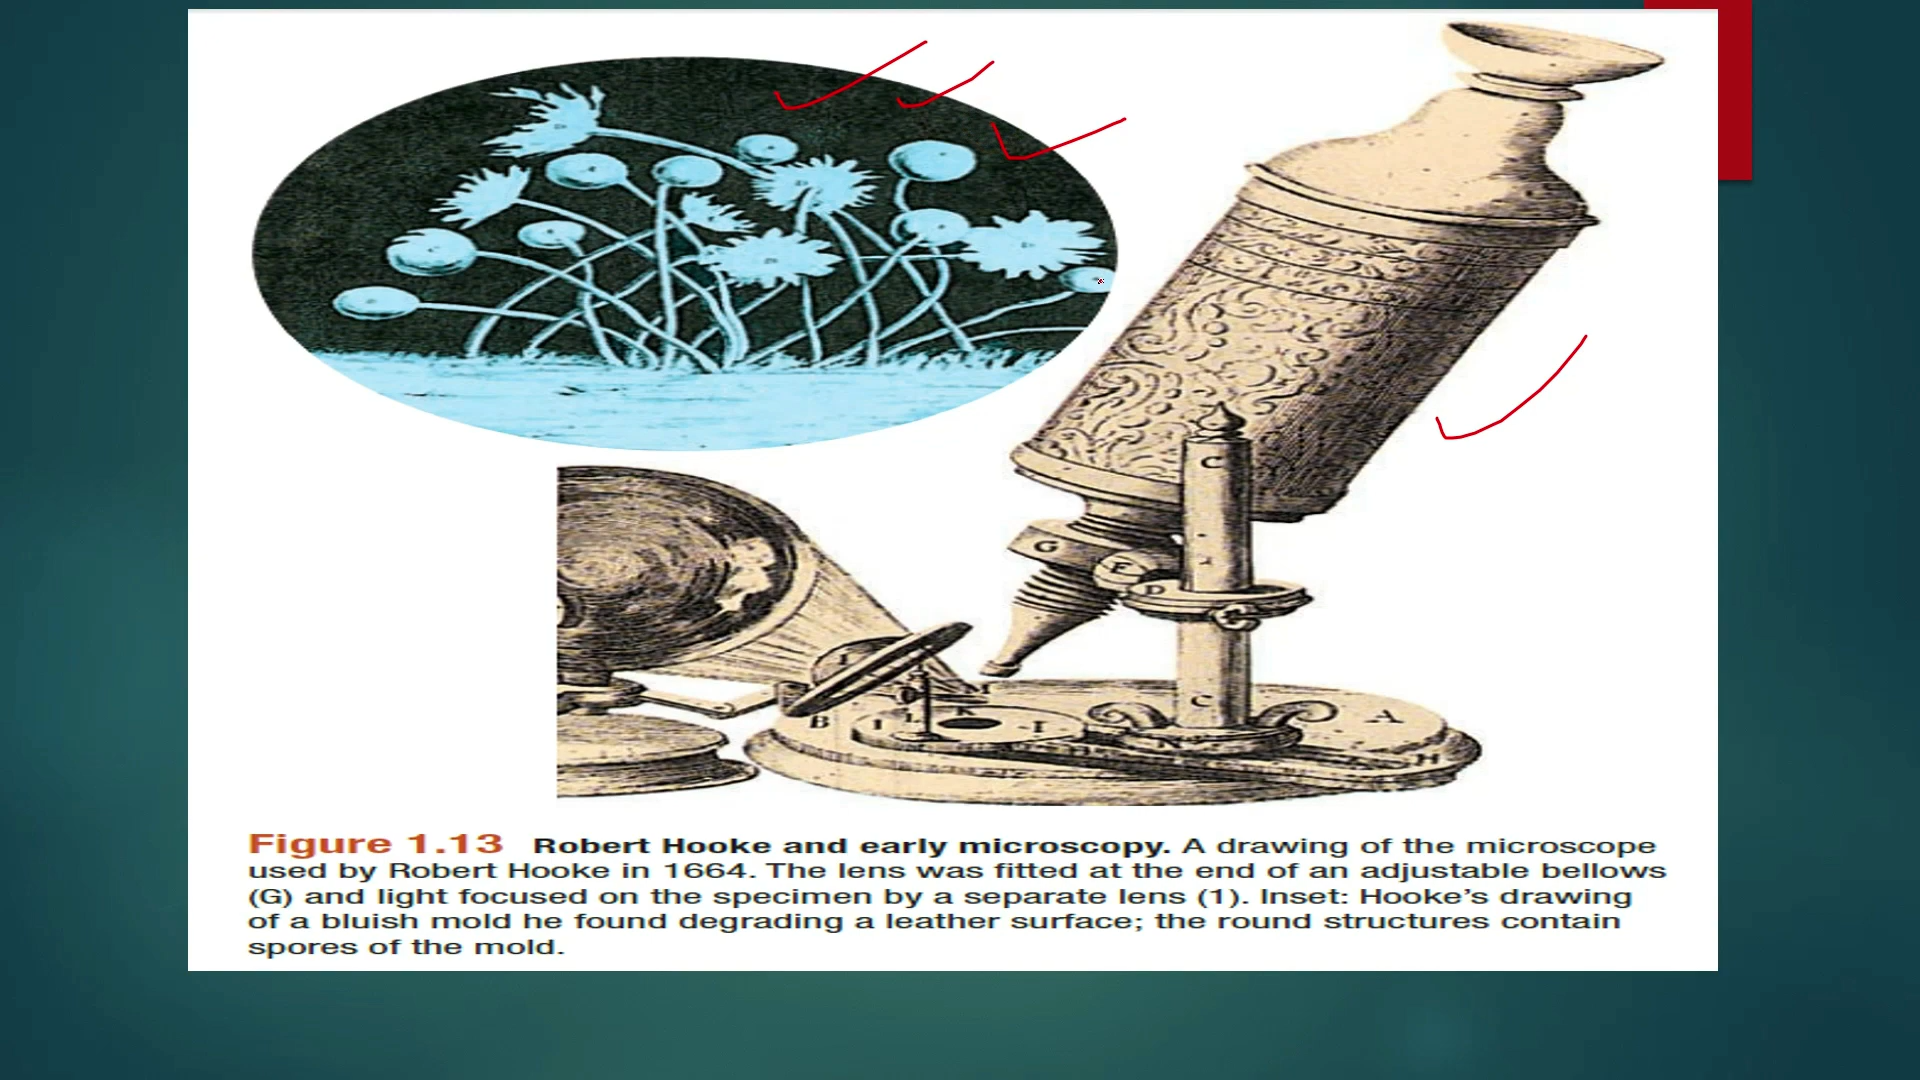 C
G
F
D
J
C
B
I
L
K
I
A
N
H
Figure 1.13 Robert Hooke and early microscopy. A drawing of the microscope
used by Robert Hooke in 1664. The lens was fitted at the end of an adjustable bellows
(G) and light focused on the specimen by a separate lens (1). Inset: Hooke's drawing
of a bluish mold he found degrading a leather surface; the round structures contain
spores of the mold.